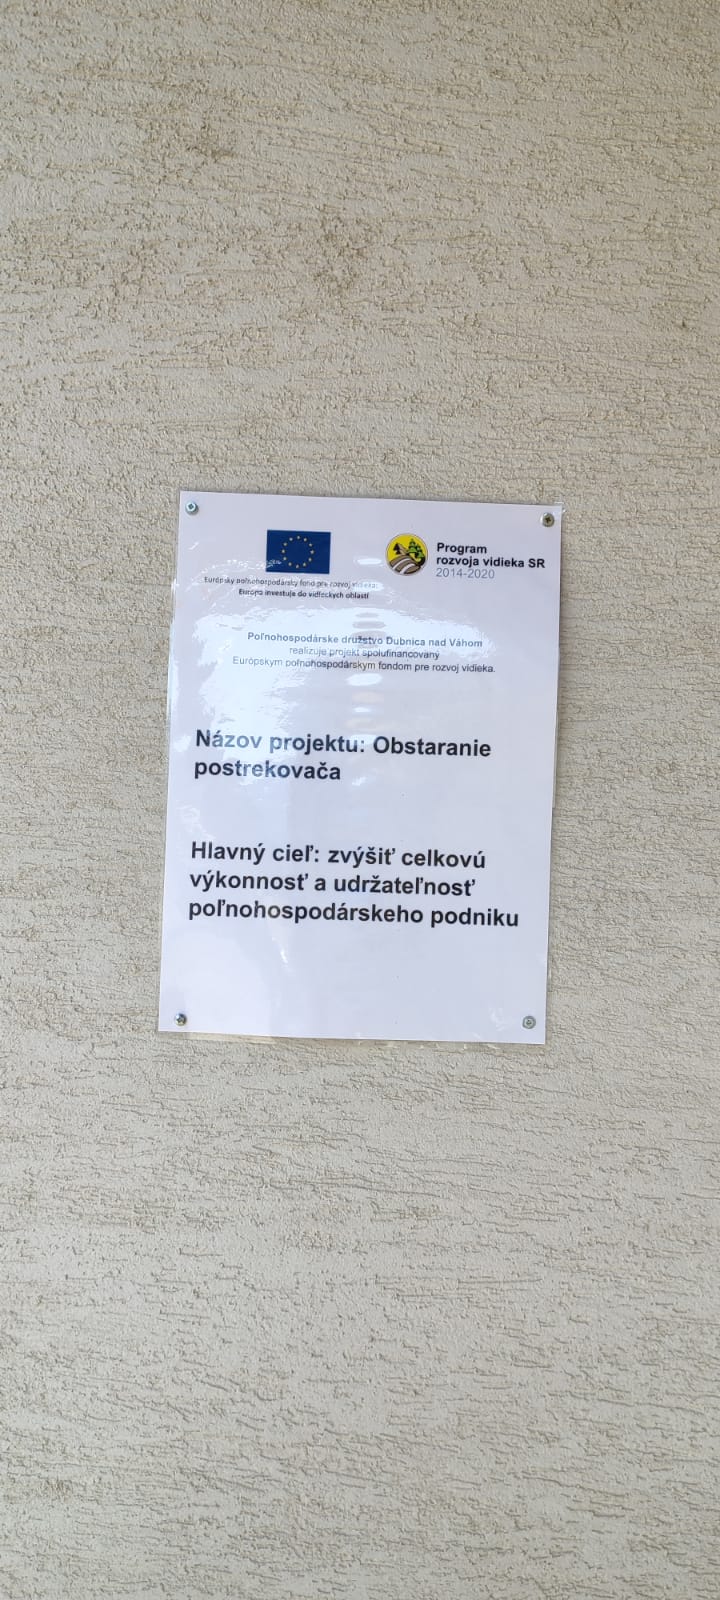 Európsky poľnohospodársky fond pre rozvoj vidieka:
Európa investuje do vidieckych oblastí
Program
rozvoja vidieka SR
2014-2020
Poľnohospodárske družstvo Dubnica nad Váhom
realizuje projekt spolufinancovaný
Európskym poľnohospodárskym fondom pre rozvoj vidieka.
Názov projektu: Obstaranie
postrekovača
Hlavný cieľ: zvýšiť celkovú
výkonnosť a udržateľnosť
poľnohospodárskeho podniku